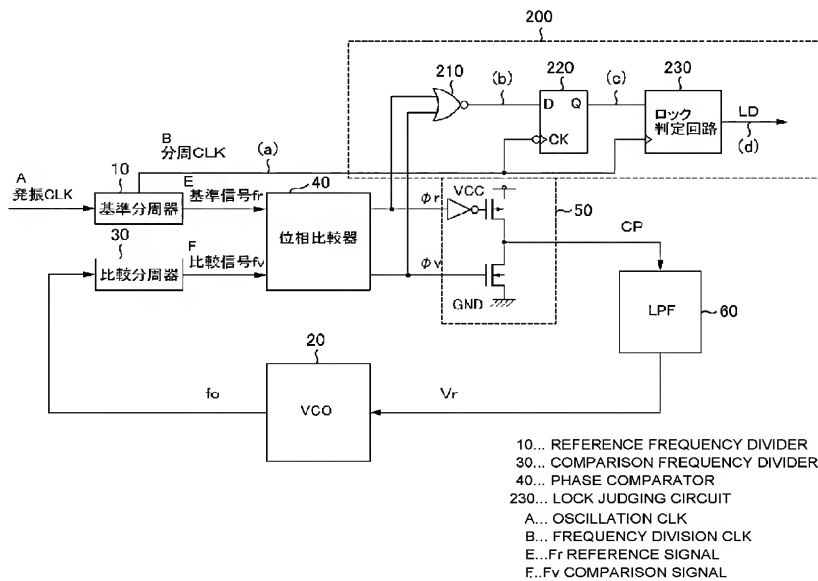 200
210
(b)
220
(c)
230
D Q
CK
ロック
判定回路
LD
(d)
B
分周CLK
(a)
A
発振CLK
10
基準分周器
E
基準信号fr
40
位相比較器
φr
VCC
50
CP
30
比較分周器
F
比較信号fv
φv
GND
LPF
60
20
VCO
fo
Vr
10... REFERENCE FREQUENCY DIVIDER
30... COMPARISON FREQUENCY DIVIDER
40... PHASE COMPARATOR
230... LOCK JUDGING CIRCUIT
A... OSCILLATION CLK
B... FREQUENCY DIVISION CLK
E...Fr REFERENCE SIGNAL
F...Fv COMPARISON SIGNAL